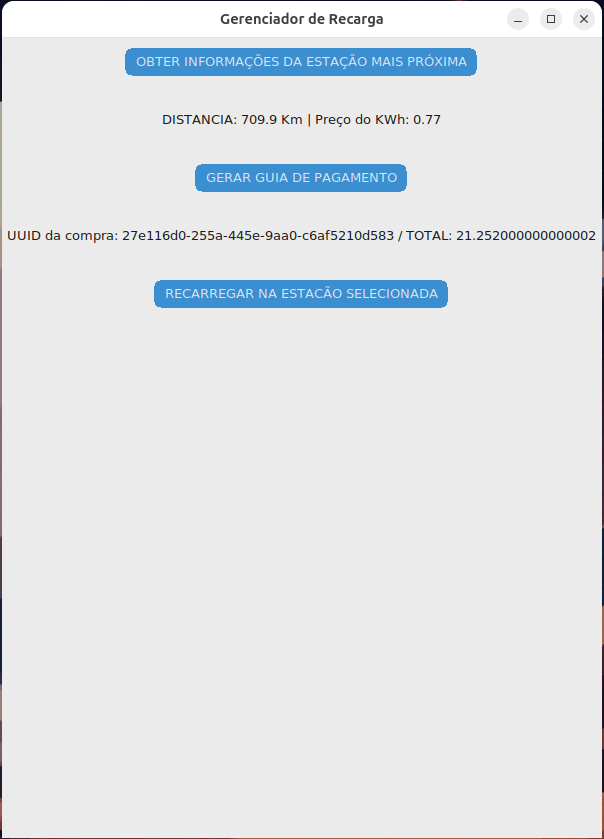 Gerenciador de Recarga
OBTER INFORMAÇÕES DA ESTAÇÃO MAIS PRÓXIMA
DISTANCIA: 709.9 Km | Preço do KWh: 0.77
GERAR GUIA DE PAGAMENTO
UUID da compra: 27e116d0-255a-445e-9aa0-c6af5210d583 / TOTAL: 21.252000000000002
RECARREGAR NA ESTACÃO SELECIONADA